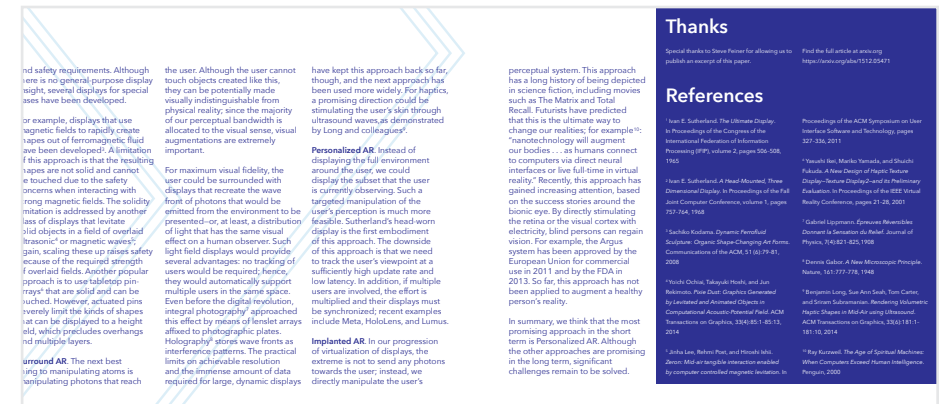 nd safety requirements. Although
ere is no general-purpose display
sight, several displays for special
ases have been developed.
or example, displays that use
nagnetic fields to rapidly create
apes out of ferromagnetic fluid
ave been developed³. A limitation
f this approach is that the resulting
apes are not solid and cannot
e touched due to the safety
oncerns when interacting with
rong magnetic fields. The solidity
mitation is addressed by another
lass of displays that levitate
olid objects in a field of overlaid
ltrasonic⁴ or magnetic waves⁵;
gain, scaling these up raises safety
ecause of the required strength
f overlaid fields. Another popular
pproach is to use tabletop pin-
rrays⁶ that are solid and can be
ouched. However, actuated pins
everely limit the kinds of shapes
at can be displayed to a height
eld, which precludes overhangs
nd multiple layers.
urround AR. The next best
ing to manipulating atoms is
anipulating photons that reach
the user. Although the user cannot
touch objects created like this,
they can be potentially made
visually indistinguishable from
physical reality; since the majority
of our perceptual bandwidth is
allocated to the visual sense, visual
augmentations are extremely
important.
For maximum visual fidelity, the
user could be surrounded with
displays that recreate the wave
front of photons that would be
emitted from the environment to be
presented–or, at least, a distribution
of light that has the same visual
effect on a human observer. Such
light field displays would provide
several advantages: no tracking of
users would be required; hence,
they would automatically support
multiple users in the same space.
Even before the digital revolution,
integral photography⁷ approached
this effect by means of lenslet arrays
affixed to photographic plates.
Holography⁸ stores wave fronts as
interference patterns. The practical
limits on achievable resolution
and the immense amount of data
required for large, dynamic displays
have kept this approach back so far,
though, and the next approach has
been used more widely. For haptics,
a promising direction could be
stimulating the user's skin through
ultrasound waves,as demonstrated
by Long and colleagues⁹.
Personalized AR. Instead of
displaying the full environment
around the user, we could
display the subset that the user
is currently observing. Such a
targeted manipulation of the
user's perception is much more
feasible. Sutherland's head-worn
display is the first embodiment
of this approach. The downside
of this approach is that we need
to track the user's viewpoint at a
sufficiently high update rate and
low latency. In addition, if multiple
users are involved, the effort is
multiplied and their displays must
be synchronized; recent examples
include Meta, HoloLens, and Lumus.
Implanted AR. In our progression
of virtualization of displays, the
extreme is not to send any photons
towards the user; instead, we
directly manipulate the user's
perceptual system. This approach
has a long history of being depicted
in science fiction, including movies
such as The Matrix and Total
Recall. Futurists have predicted
that this is the ultimate way to
change our realities; for example¹⁰:
"nanotechnology will augment
our bodies . . . as humans connect
to computers via direct neural
interfaces or live full-time in virtual
reality." Recently, this approach has
gained increasing attention, based
on the success stories around the
bionic eye. By directly stimulating
the retina or the visual cortex with
electricity, blind persons can regain
vision. For example, the Argus
system has been approved by the
European Union for commercial
use in 2011 and by the FDA in
2013. So far, this approach has not
been applied to augment a healthy
person's reality.
In summary, we think that the most
promising approach in the short
term is Personalized AR. Although
the other approaches are promising
in the long term, significant
challenges remain to be solved.
Thanks
Special thanks to Steve Feiner for allowing us to
publish an excerpt of this paper.
Find the full article at arxiv.org
https://arxiv.org/abs/1512.05471
References
¹ Ivan E. Sutherland. The Ultimate Display.
In Proceedings of the Congress of the
International Federation of Information
Processing (IFIP), volume 2, pages 506–508,
1965
² Ivan E. Sutherland. A Head-Mounted, Three
Dimensional Display. In Proceedings of the Fall
Joint Computer Conference, volume 1, pages
757-764, 1968
³ Sachiko Kodama. Dynamic Ferrofluid
Sculpture: Organic Shape-Changing Art Forms.
Communications of the ACM, 51 (6):79-81,
2008
⁴ Yoichi Ochiai, Takayuki Hoshi, and Jun
Rekimoto. Pixie Dust: Graphics Generated
by Levitated and Animated Objects in
Computational Acoustic-Potential Field. ACM
Transactions on Graphics, 33(4):85:1-85:13,
2014
⁵ Jinha Lee, Rehmi Post, and Hiroshi Ishii.
Zeron: Mid-air tangible interaction enabled
by computer controlled magnetic levitation. In
Proceedings of the ACM Symposium on User
Interface Software and Technology, pages
327-336, 2011
⁶ Yasushi Ikei, Mariko Yamada, and Shuichi
Fukuda. A New Design of Haptic Texture
Display–Texture Display2–and its Preliminary
Evaluation. In Proceedings of the IEEE Virtual
Reality Conference, pages 21-28, 2001
⁷ Gabriel Lippmann. Épreuves Réversibles
Donnant la Sensation du Relief. Journal of
Physics, 7(4):821-825,1908
⁸ Dennis Gabor. A New Microscopic Principle.
Nature, 161:777-778, 1948
⁹ Benjamin Long, Sue Ann Seah, Tom Carter,
and Sriram Subramanian. Rendering Volumetric
Haptic Shapes in Mid-Air using Ultrasound.
ACM Transactions on Graphics, 33(6):181:1-
181:10, 2014
¹⁰ Ray Kurzweil. The Age of Spiritual Machines:
When Computers Exceed Human Intelligence.
Penguin, 2000